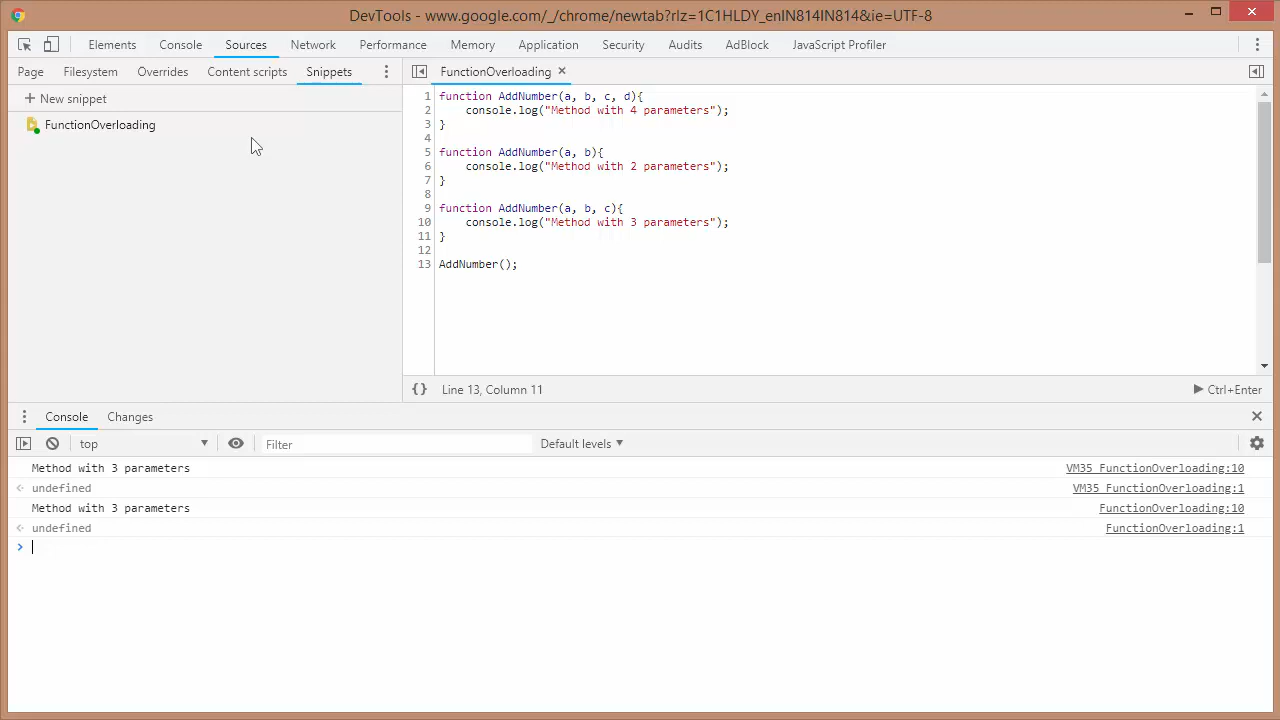 DevTools - www.google.com/_/chrome/newtab?rlz=1C1HLDY_enIN814IN814&ie=UTF-8
Elements Console Sources Network Performance Memory Application Security Audits AdBlock JavaScript Profiler
Page Filesystem Overrides Content scripts Snippets
FunctionOverloading ×
+ New snippet
FunctionOverloading
1 function AddNumber(a, b, c, d){
2 console.log("Method with 4 parameters");
3 }
4
5 function AddNumber(a, b){
6 console.log("Method with 2 parameters");
7 }
8
9 function AddNumber(a, b, c){
10 console.log("Method with 3 parameters");
11 }
12
13 AddNumber();
{} Line 13, Column 11
Ctrl+Enter
Console Changes
top Filter Default levels
Method with 3 parameters VM35 FunctionOverloading:10
undefined VM35 FunctionOverloading:1
Method with 3 parameters FunctionOverloading:10
undefined FunctionOverloading:1
>